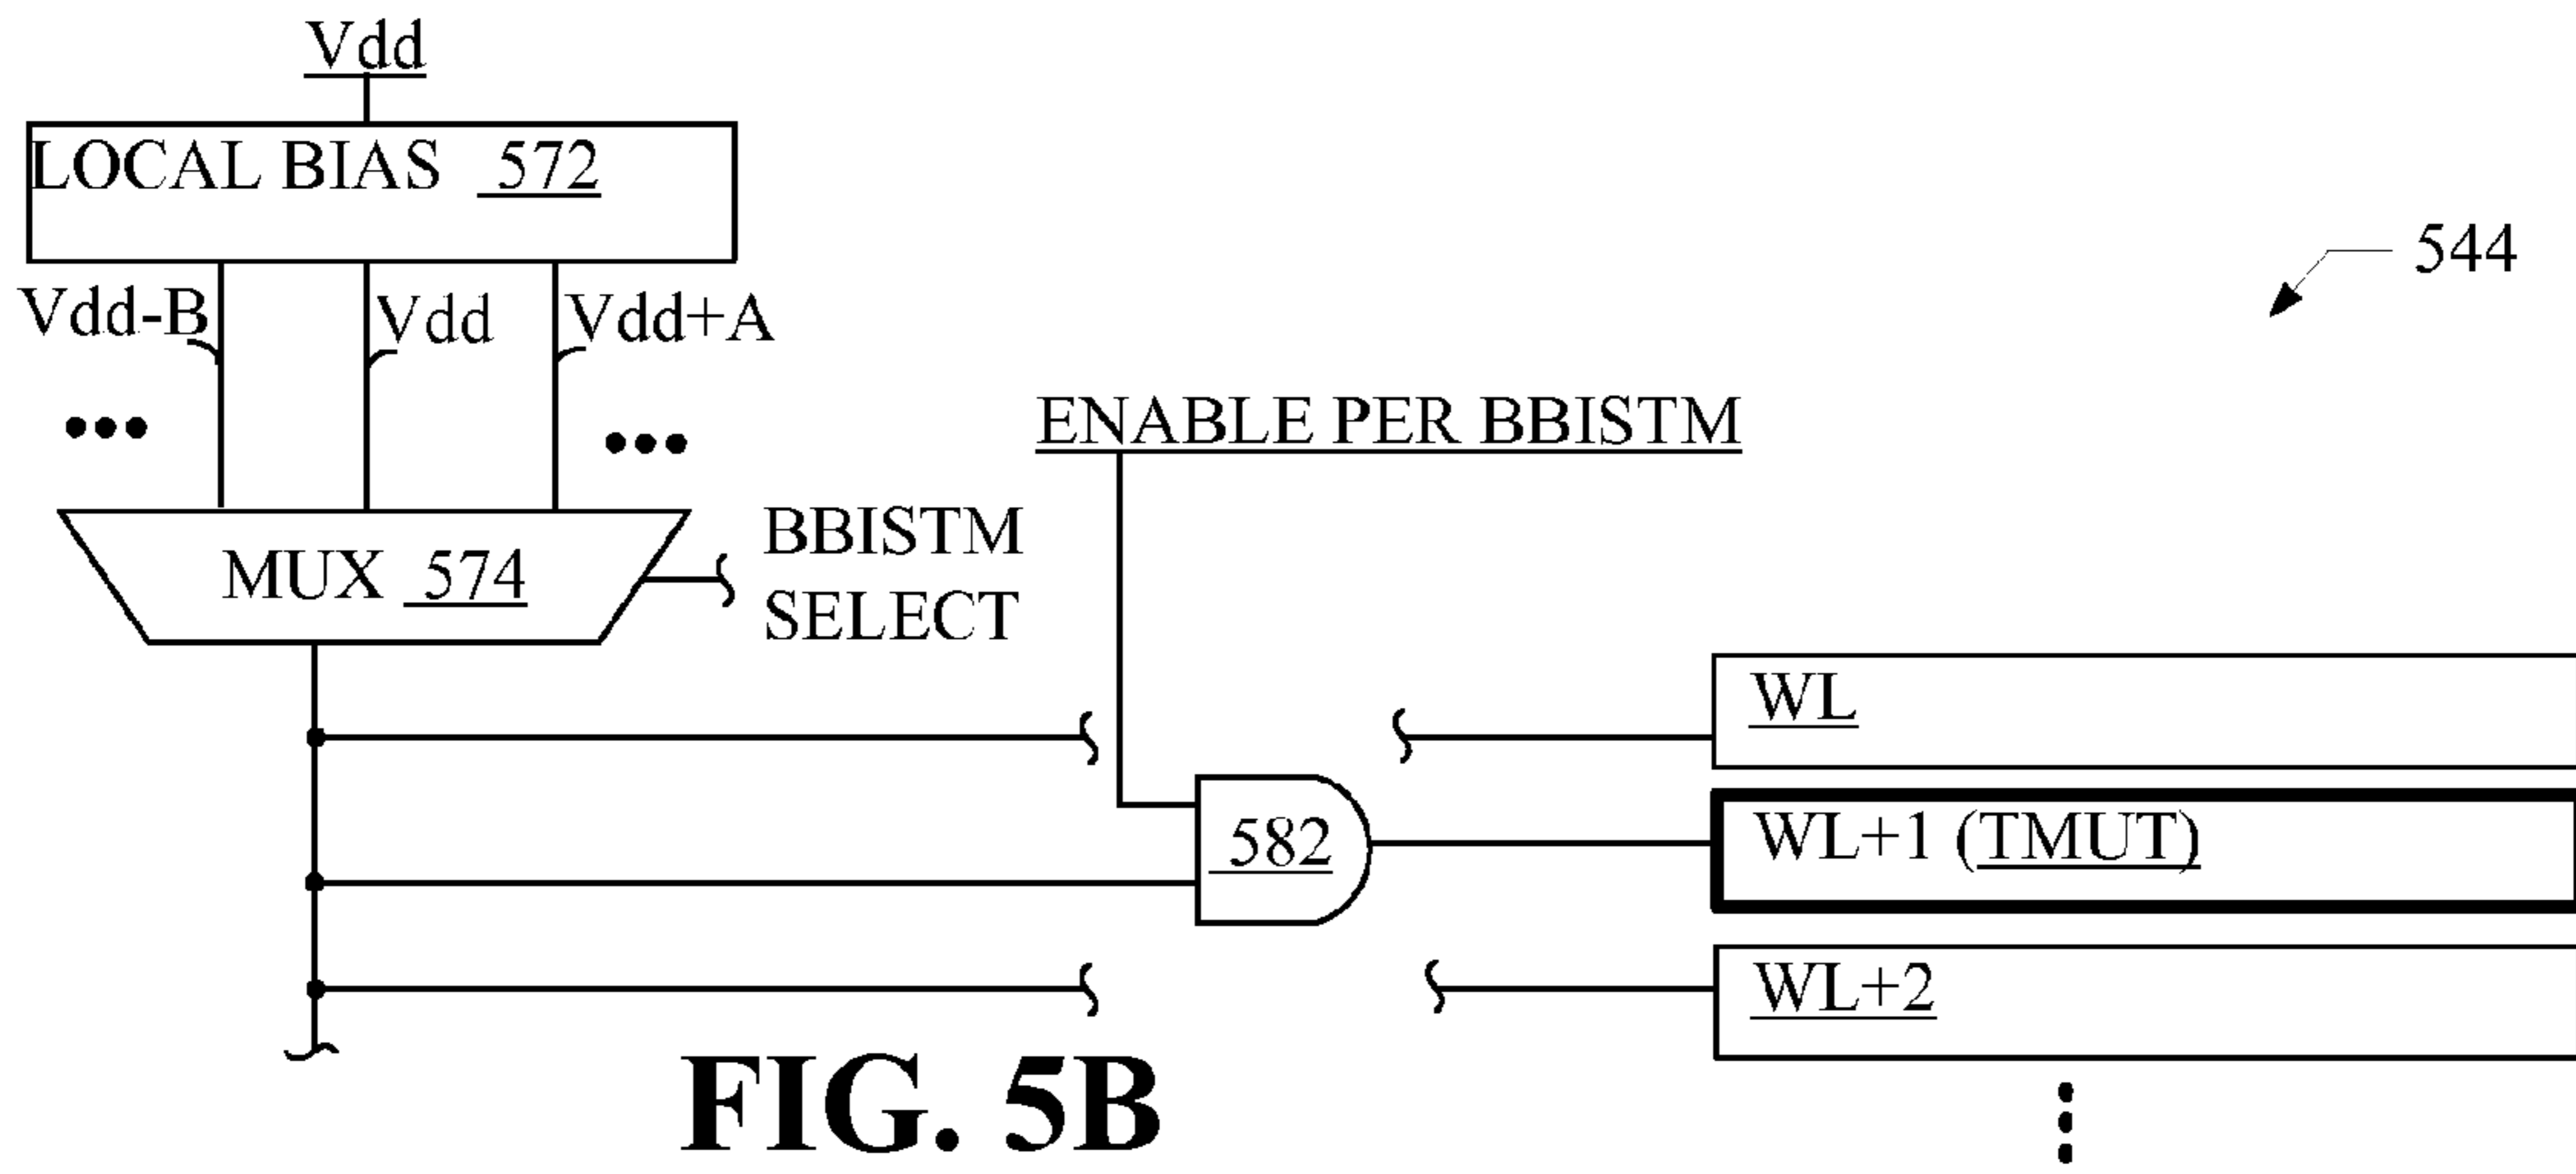 Vdd
LOCAL BIAS 572
544
Vdd-B
Vdd
Vdd+A
ENABLE PER BBISTM
MUX 574
BBISTM
SELECT
WL
582
WL+1 (TMUT)
WL+2
FIG. 5B